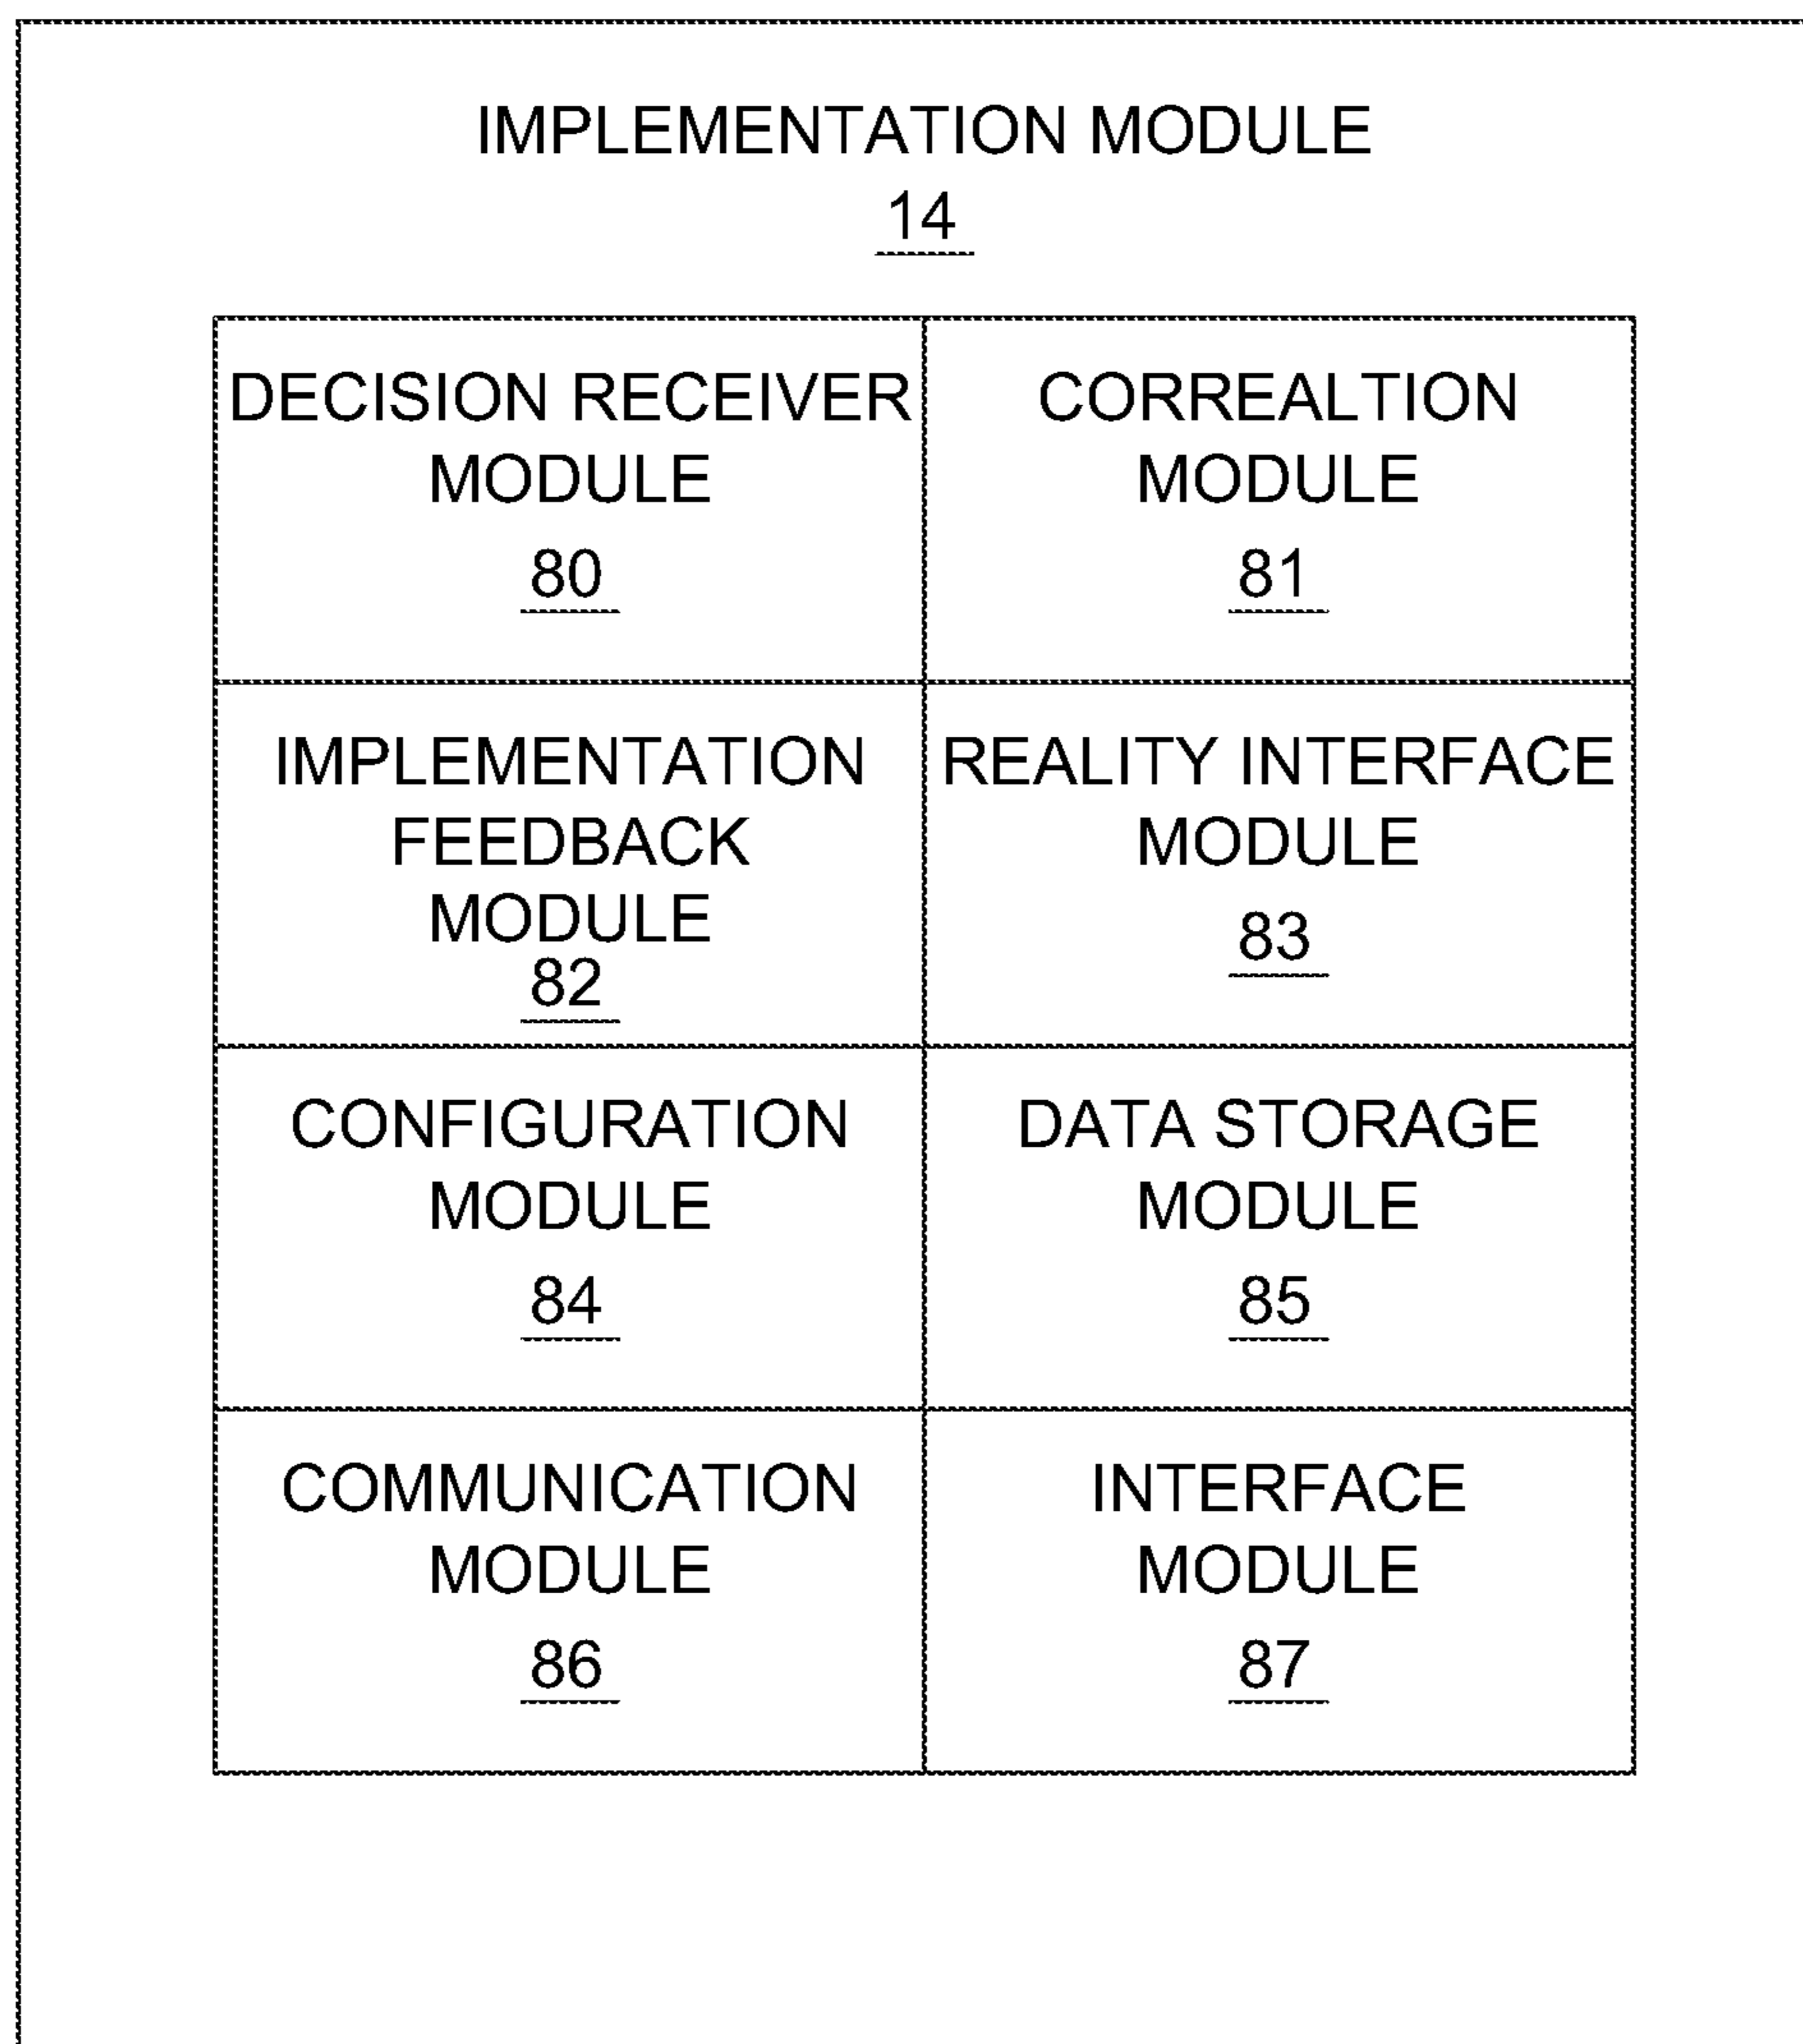 IMPLEMENTATION MODULE
14
DECISION RECEIVER
MODULE
80
CORREALTION
MODULE
81
IMPLEMENTATION
FEEDBACK
MODULE
82
REALITY INTERFACE
MODULE
83
CONFIGURATION
MODULE
84
DATA STORAGE
MODULE
85
COMMUNICATION
MODULE
86
INTERFACE
MODULE
87